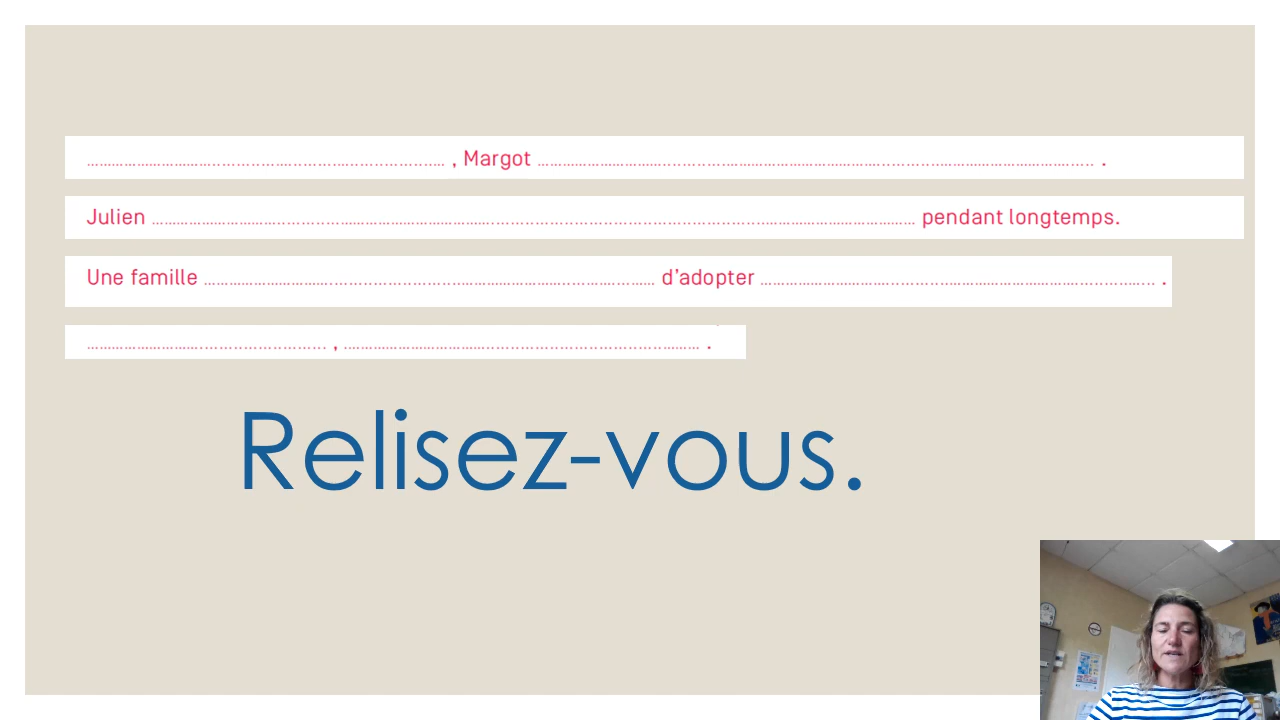 ........................................ , Margot ............................................................ .
Julien ................................................................................ pendant longtemps.
Une famille .................................................. d’adopter ............................................. .
.............................. , ............................................. .
Relisez-vous.